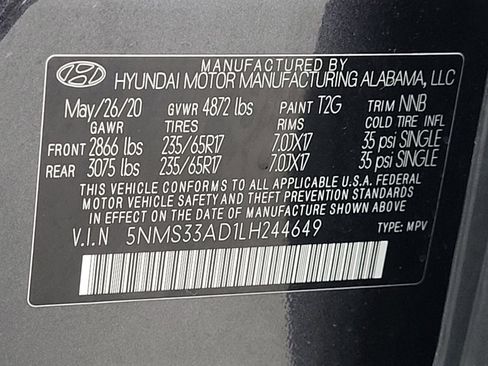 MANUFACTURED BY
HYUNDAI MOTOR MANUFACTURING ALABAMA, LLC
May/26/20 GVWR 4872 lbs PAINT T2G TRIM NNB
GAWR TIRES RIMS COLD TIRE INFL
FRONT 2866 lbs 235/65R17 7.0JX17 35 psi SINGLE
REAR 3075 lbs 235/65R17 7.0JX17 35 psi SINGLE
THIS VEHICLE CONFORMS TO ALL APPLICABLE U.S.A. FEDERAL
MOTOR VEHICLE SAFETY AND THEFT PREVENTION STANDARDS
IN EFFECT ON THE DATE OF MANUFACTURE SHOWN ABOVE.
V.I.N 5NMS33AD1LH244649 TYPE: MPV